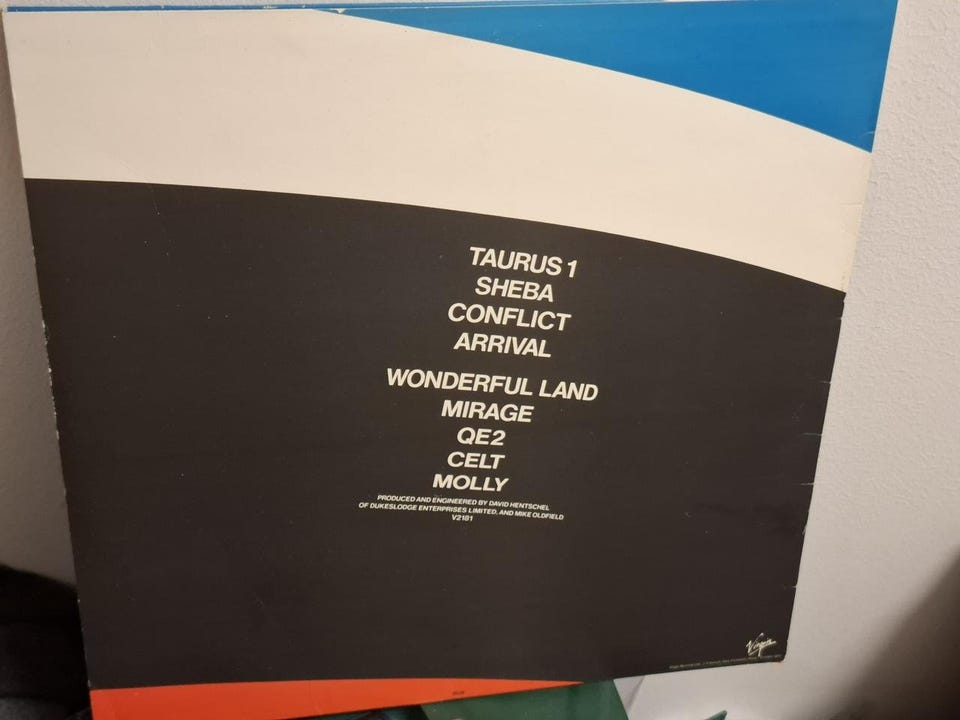 TAURUS 1
SHEBA
CONFLICT
ARRIVAL
WONDERFUL LAND
MIRAGE
QE2
CELT
MOLLY
PRODUCED AND ENGINEERED BY DAVID HENTSCHEL
OF DUKESLODGE ENTERPRISES LIMITED, AND MIKE OLDFIELD
V2181
Virgin